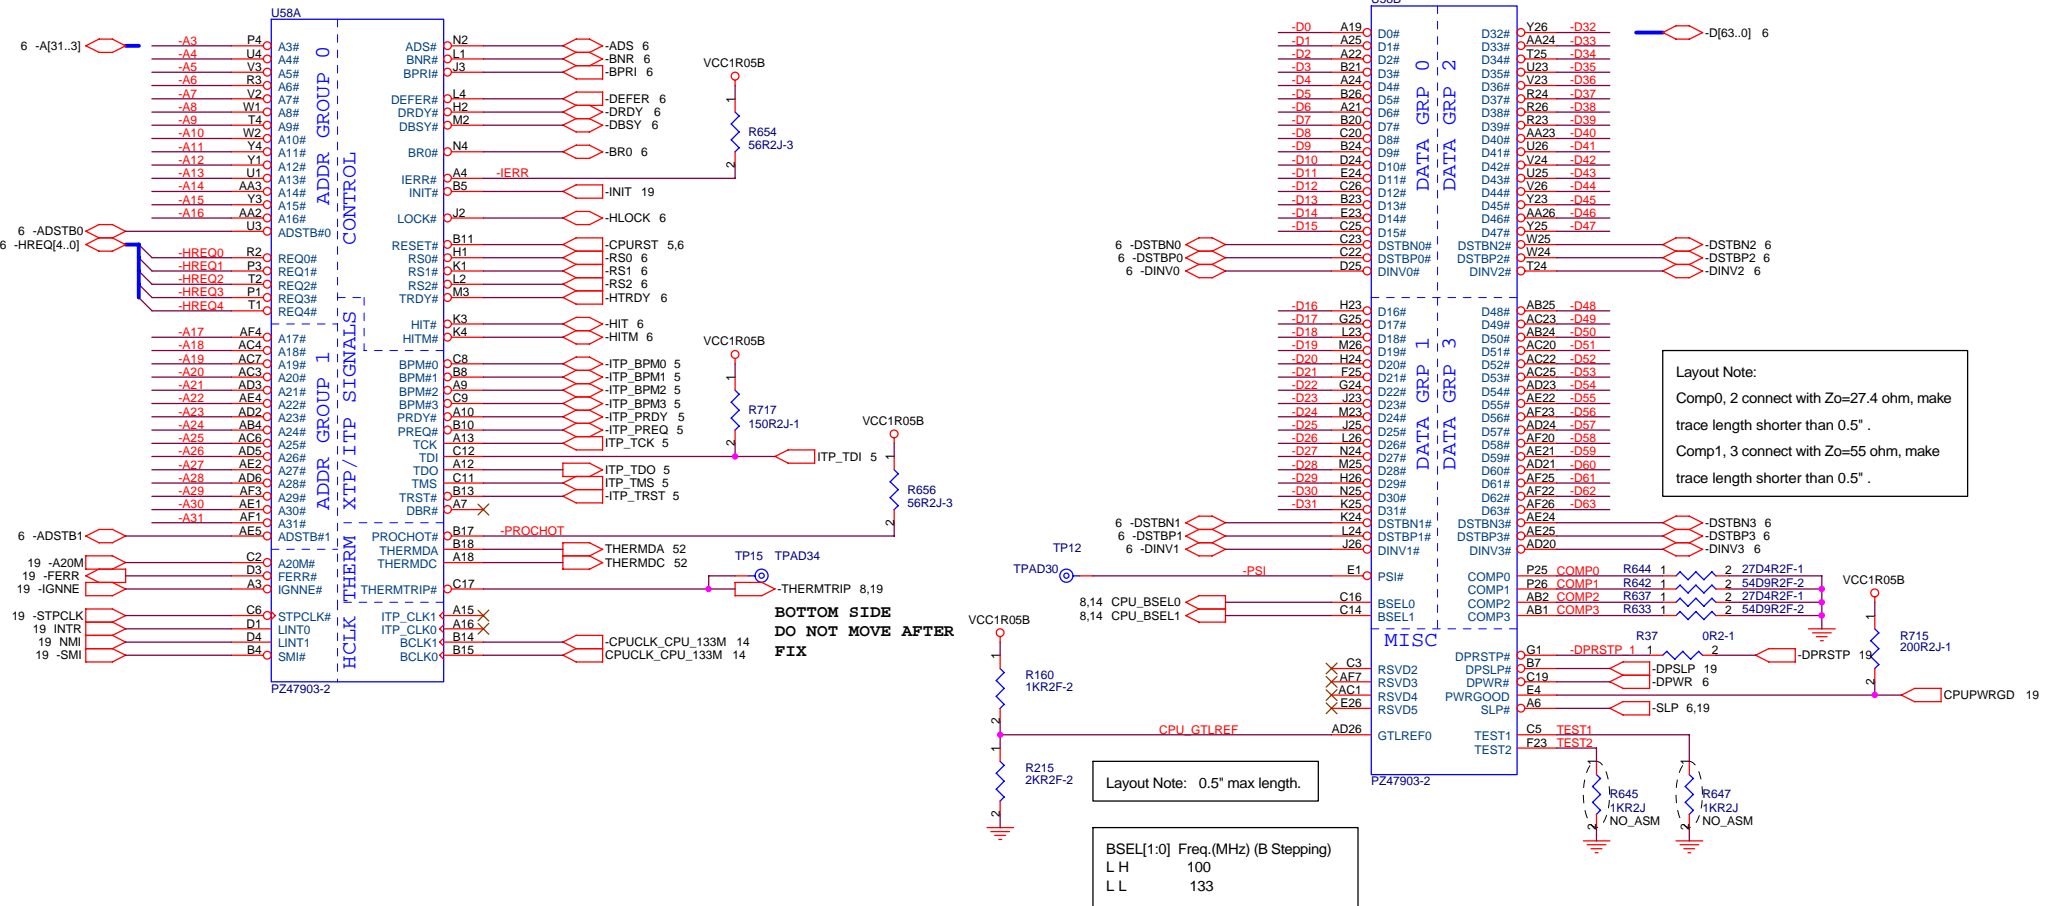 U58A
6 -A[31..3]
-A3 P4 A3#
-A4 U4 A4#
-A5 V3 A5#
-A6 R3 A6#
-A7 V2 A7#
-A8 W1 A8#
-A9 T4 A9#
-A10 W2 A10#
-A11 Y4 A11#
-A12 Y1 A12#
-A13 U1 A13#
-A14 AA3 A14#
-A15 Y3 A15#
-A16 AA2 A16#
6 -ADSTB0 U3 ADSTB#0
6 -HREQ[4..0]
-HREQ0 R2 REQ0#
-HREQ1 P3 REQ1#
-HREQ2 T2 REQ2#
-HREQ3 P1 REQ3#
-HREQ4 T1 REQ4#
-A17 AF4 A17#
-A18 AC4 A18#
-A19 AC7 A19#
-A20 AC3 A20#
-A21 AD3 A21#
-A22 AE4 A22#
-A23 AD2 A23#
-A24 AB4 A24#
-A25 AC6 A25#
-A26 AD5 A26#
-A27 AE2 A27#
-A28 AD6 A28#
-A29 AF3 A29#
-A30 AE1 A30#
-A31 AF1 A31#
6 -ADSTB1 AE5 ADSTB#1
19 -A20M C2 A20M#
19 -FERR D3 FERR#
19 -IGNNE A3 IGNNE#
19 -STPCLK C6 STPCLK#
19 INTR D1 LINT0
19 NMI D4 LINT1
19 -SMI B4 SMI#
ADDR GROUP 0
CONTROL
ADDR GROUP 1
XTP/ITP SIGNALS
THERM
HCLK
ADS# N2 -ADS 6
BNR# L1 -BNR 6
BPRI# J3 -BPRI 6
DEFER# L4 -DEFER 6
DRDY# H2 -DRDY 6
DBSY# M2 -DBSY 6
BR0# N4 -BR0 6
IERR# A4 -IERR
INIT# B5 -INIT 19
LOCK# J2 -HLOCK 6
RESET# B11 -CPURST 5,6
RS0# H1 -RS0 6
RS1# K1 -RS1 6
RS2# L2 -RS2 6
TRDY# M3 -HTRDY 6
HIT# K3 -HIT 6
HITM# K4 -HITM 6
BPM#0 C8 -ITP_BPM0 5
BPM#1 B8 -ITP_BPM1 5
BPM#2 A9 -ITP_BPM2 5
BPM#3 C9 -ITP_BPM3 5
PRDY# A10 -ITP_PRDY 5
PREQ# B10 -ITP_PREQ 5
TCK A13 ITP_TCK 5
TDI C12 ITP_TDI 5
TDO A12 ITP_TDO 5
TMS C11 ITP_TMS 5
TRST# B13 -ITP_TRST 5
DBR# A7
PROCHOT# B17 -PROCHOT
THERMDA B18 THERMDA 52
THERMDC A18 THERMDC 52
THERMTRIP# C17 -THERMTRIP 8,19
ITP_CLK1 A15
ITP_CLK0 A16
BCLK1 B14 -CPUCLK_CPU_133M 14
BCLK0 B15 CPUCLK_CPU_133M 14
PZ47903-2
VCC1R05B
1
R654
56R2J-3
2
VCC1R05B
1
R717
150R2J-1
2
VCC1R05B
1
R656
56R2J-3
2
TP15 TPAD34
BOTTOM SIDE
DO NOT MOVE AFTER
FIX
-D0 A19 D0#
-D1 A25 D1#
-D2 A22 D2#
-D3 B21 D3#
-D4 A24 D4#
-D5 B26 D5#
-D6 A21 D6#
-D7 B20 D7#
-D8 C20 D8#
-D9 B24 D9#
-D10 D24 D10#
-D11 E24 D11#
-D12 C26 D12#
-D13 B23 D13#
-D14 E23 D14#
-D15 C25 D15#
6 -DSTBN0 C23 DSTBN0#
6 -DSTBP0 C22 DSTBP0#
6 -DINV0 D25 DINV0#
-D16 H23 D16#
-D17 G25 D17#
-D18 L23 D18#
-D19 M26 D19#
-D20 H24 D20#
-D21 F25 D21#
-D22 G24 D22#
-D23 J23 D23#
-D24 M23 D24#
-D25 J25 D25#
-D26 L26 D26#
-D27 N24 D27#
-D28 M25 D28#
-D29 H26 D29#
-D30 N25 D30#
-D31 K25 D31#
6 -DSTBN1 K24 DSTBN1#
6 -DSTBP1 L24 DSTBP1#
6 -DINV1 J26 DINV1#
TP12
TPAD30
-PSI E1 PSI#
8,14 CPU_BSEL0 C16 BSEL0
8,14 CPU_BSEL1 C14 BSEL1
MISC
C3 RSVD2
AF7 RSVD3
AC1 RSVD4
E26 RSVD5
CPU_GTLREF AD26 GTLREF0
VCC1R05B
1
R160
1KR2F-2
2
1
R215
2KR2F-2
2
DATA GRP 0
DATA GRP 2
DATA GRP 1
DATA GRP 3
D32# Y26 -D32
D33# AA24 -D33
D34# T25 -D34
D35# U23 -D35
D36# V23 -D36
D37# R24 -D37
D38# R26 -D38
D39# R23 -D39
D40# AA23 -D40
D41# U26 -D41
D42# V24 -D42
D43# U25 -D43
D44# V26 -D44
D45# Y23 -D45
D46# AA26 -D46
D47# Y25 -D47
-D[63..0] 6
DSTBN2# W25 -DSTBN2 6
DSTBP2# W24 -DSTBP2 6
DINV2# T24 -DINV2 6
D48# AB25 -D48
D49# AC23 -D49
D50# AB24 -D50
D51# AC20 -D51
D52# AC22 -D52
D53# AC25 -D53
D54# AD23 -D54
D55# AE22 -D55
D56# AF23 -D56
D57# AD24 -D57
D58# AF20 -D58
D59# AE21 -D59
D60# AD21 -D60
D61# AF25 -D61
D62# AF22 -D62
D63# AF26 -D63
DSTBN3# AE24 -DSTBN3 6
DSTBP3# AE25 -DSTBP3 6
DINV3# AD20 -DINV3 6
COMP0 P25 COMP0 R644 1 2 27D4R2F-1
COMP1 P26 COMP1 R642 1 2 54D9R2F-2
COMP2 AB2 COMP2 R637 1 2 27D4R2F-1
COMP3 AB1 COMP3 R633 1 2 54D9R2F-2
R37 0R2-1
DPRSTP# G1 -DPRSTP_1 1 2 -DPRSTP 19
DPSLP# B7 -DPSLP 19
DPWR# C19 -DPWR 6
PWRGOOD E4 CPUPWRGD 19
SLP# A6 -SLP 6,19
TEST1 C5 TEST1
TEST2 F23 TEST2
PZ47903-2
VCC1R05B
1
R715
200R2J-1
2
1
R645
1KR2J
NO_ASM
2
1
R647
1KR2J
NO_ASM
2
Layout Note:
Comp0, 2 connect with Zo=27.4 ohm, make
trace length shorter than 0.5" .
Comp1, 3 connect with Zo=55 ohm, make
trace length shorter than 0.5" .
Layout Note: 0.5" max length.
BSEL[1:0] Freq.(MHz) (B Stepping)
L H 100
L L 133